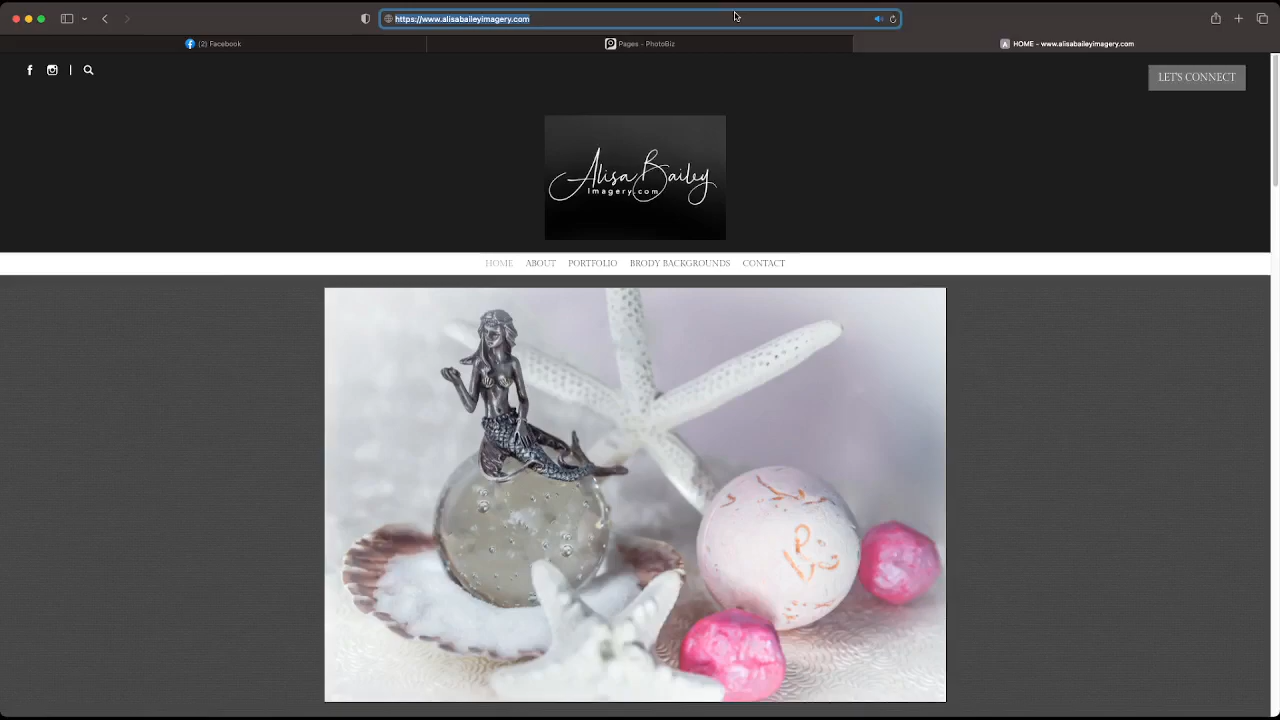 https://www.alisabaileyimagery.com
(2) Facebook
Pages - PhotoBiz
A HOME - www.alisabaileyimagery.com
f
LET'S CONNECT
Alisa Bailey
Imagery.com
HOME ABOUT PORTFOLIO BRODY BACKGROUNDS CONTACT